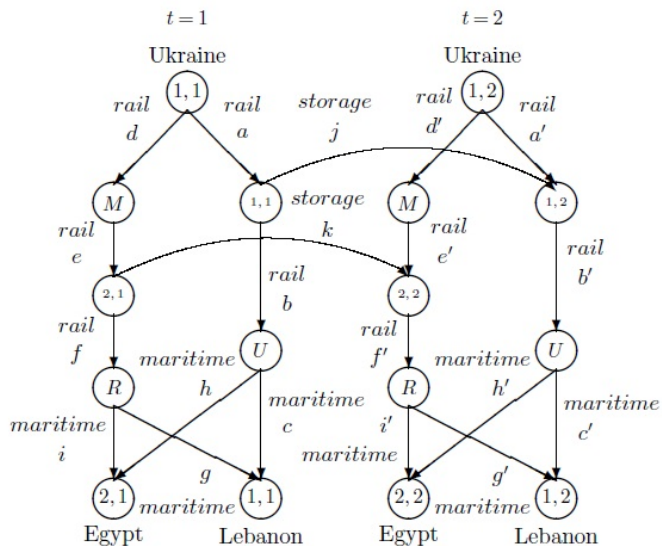 t = 1 t = 2
Ukraine Ukraine
1, 1 1, 2
rail rail storage rail rail
d a j d′ a′
M 1, 1 storage M 1, 2
rail k rail
e e′
rail rail
b b′
2, 1 2, 2
rail rail
f f′
maritime U maritime U
R h R h′
maritime maritime i′ maritime
i c maritime c′
g g′
2, 1 maritime 1, 1 2, 2 maritime 1, 2
Egypt Lebanon Egypt Lebanon